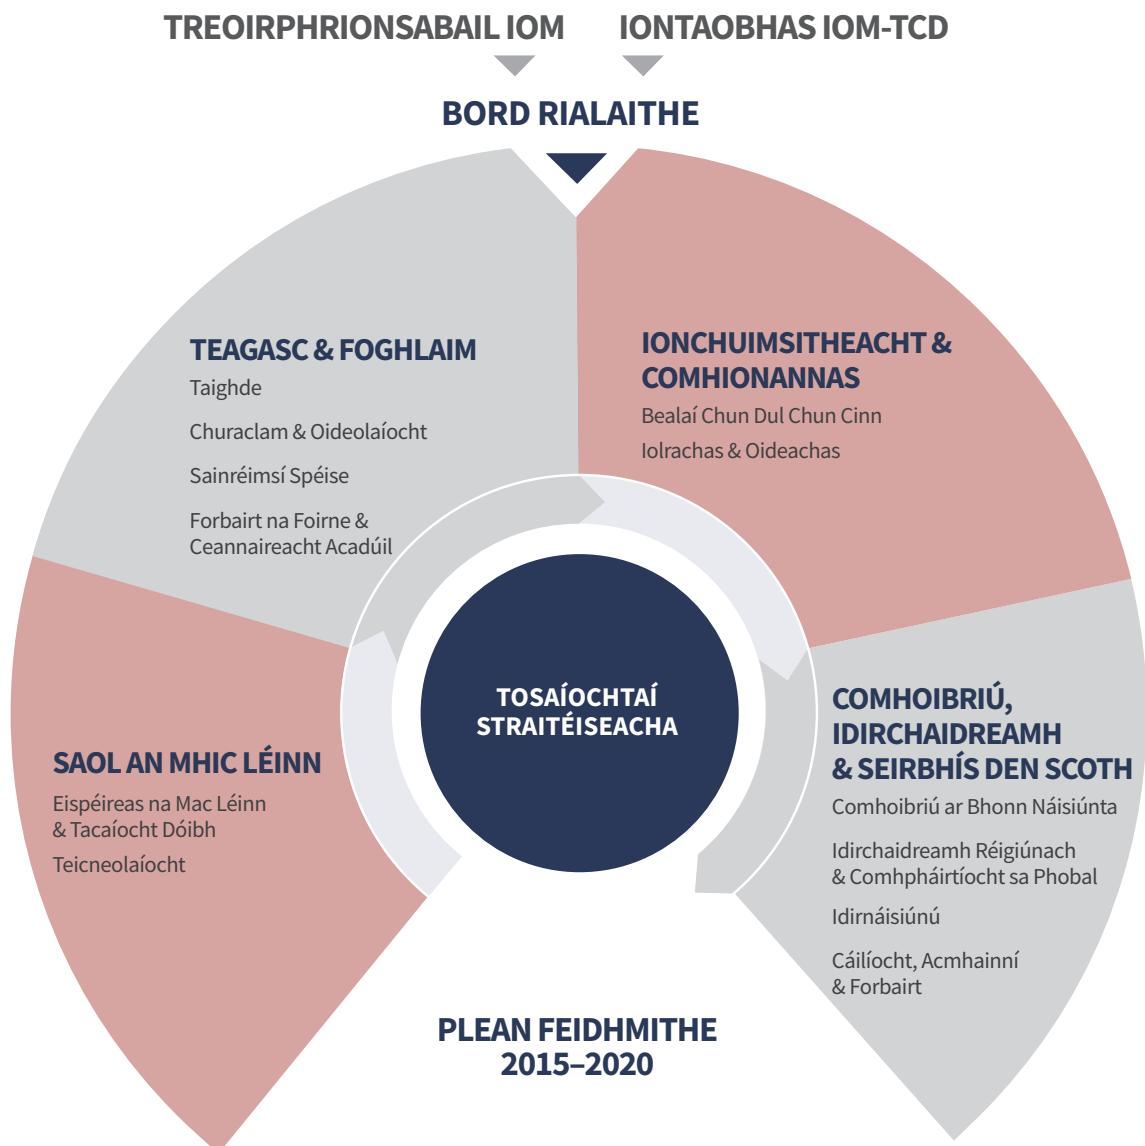 TREOIRPHRIONSABAIL IOM
IONTAOBHAS IOM-TCD
BORD RIALAITHE
TEAGASC & FOGHLAIM
Taighde
Churaclam & Oideolaíocht
Sainréimsí Spéise
Forbairt na Foirne &
Ceannaireacht Acadúil
IONCHUIMSITHEACHT &
COMHIONANNAS
Bealaí Chun Dul Chun Cinn
Iolrachas & Oideachas
TOSAÍOCHTAÍ
STRAITÉISEACHA
SAOL AN MHIC LÉINN
Eispéireas na Mac Léinn
& Tacaíocht Dóibh
Teicneolaíocht
COMHOIBRIÚ,
IDIRCHAIDREAMH
& SEIRBHÍS DEN SCOTH
Comhoibriú ar Bhonn Náisiúnta
Idirchaidreamh Réigiúnach
& Comhpháirtíocht sa Phobal
Idirnáisiúnú
Cáilíocht, Acmhainní
& Forbairt
PLEAN FEIDHMITHE
2015–2020